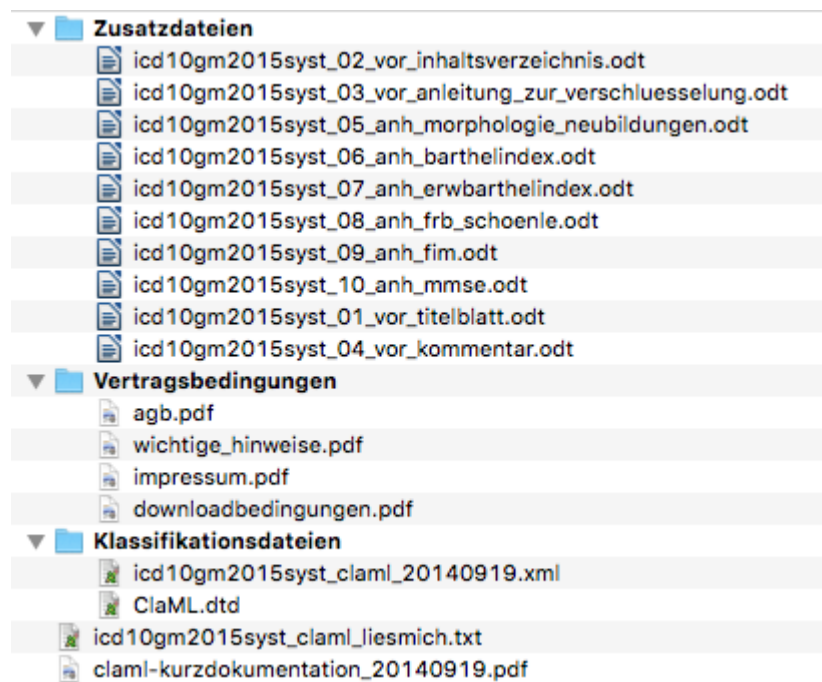 Zusatzdateien
icd10gm2015syst_02_vor_inhaltsverzeichnis.odt
icd10gm2015syst_03_vor_anleitung_zur_verschluesselung.odt
icd10gm2015syst_05_anh_morphologie_neubildungen.odt
icd10gm2015syst_06_anh_barthelindex.odt
icd10gm2015syst_07_anh_erwbarthelindex.odt
icd10gm2015syst_08_anh_frb_schoenle.odt
icd10gm2015syst_09_anh_fim.odt
icd10gm2015syst_10_anh_mmse.odt
icd10gm2015syst_01_vor_titelblatt.odt
icd10gm2015syst_04_vor_kommentar.odt
Vertragsbedingungen
agb.pdf
wichtige_hinweise.pdf
impressum.pdf
downloadbedingungen.pdf
Klassifikationsdateien
icd10gm2015syst_claml_20140919.xml
ClaML.dtd
icd10gm2015syst_claml_liesmich.txt
claml-kurzdokumentation_20140919.pdf